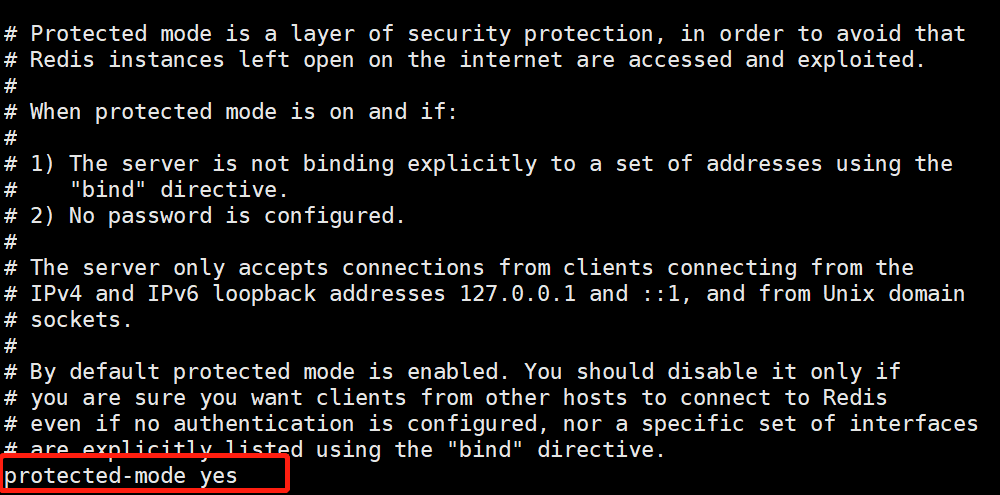 # Protected mode is a layer of security protection, in order to avoid that
# Redis instances left open on the internet are accessed and exploited.
#
# When protected mode is on and if:
#
# 1) The server is not binding explicitly to a set of addresses using the
#    "bind" directive.
# 2) No password is configured.
#
# The server only accepts connections from clients connecting from the
# IPv4 and IPv6 loopback addresses 127.0.0.1 and ::1, and from Unix domain
# sockets.
#
# By default protected mode is enabled. You should disable it only if
# you are sure you want clients from other hosts to connect to Redis
# even if no authentication is configured, nor a specific set of interfaces
# are explicitly listed using the "bind" directive.
protected-mode yes